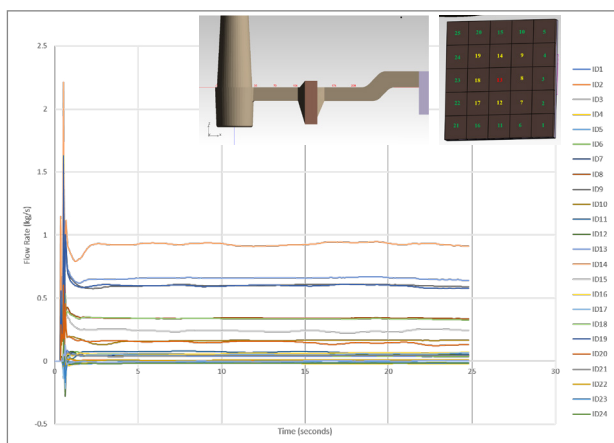 2.5
2
1.5
1
0.5
0
-0.5
Flow Rate (kg/s)
0 5 10 15 20 25 30
Time (seconds)
24 20 15 10 5
24 19 14 9 4
23 18 8 3
22 17 12 7 2
21 16 11 6
ID1
ID2
ID3
ID4
ID5
ID6
ID7
ID8
ID9
ID10
ID11
ID12
ID13
ID14
ID15
ID16
ID17
ID18
ID19
ID20
ID21
ID22
ID23
ID24